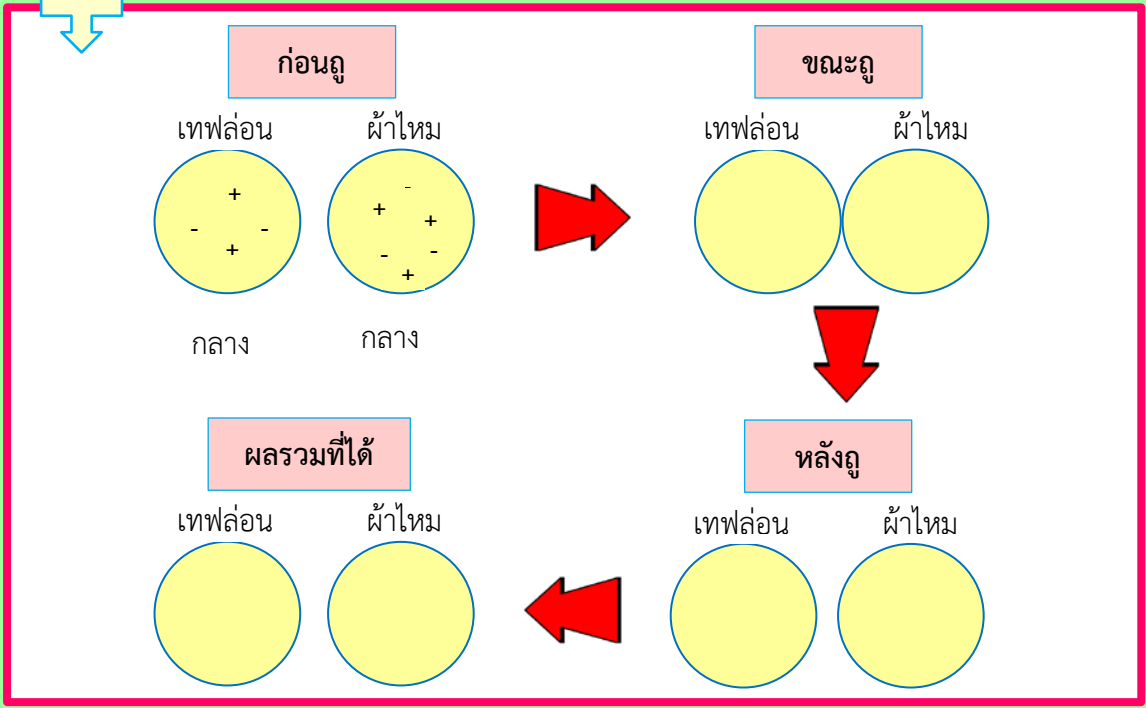 ก่อนถู
ขณะถู
เทฟล่อน ผ้าไหม
เทฟล่อน ผ้าไหม
+ -
- - + +
+ - -
+
กลาง กลาง
ผลรวมที่ได้
หลังถู
เทฟล่อน ผ้าไหม
เทฟล่อน ผ้าไหม